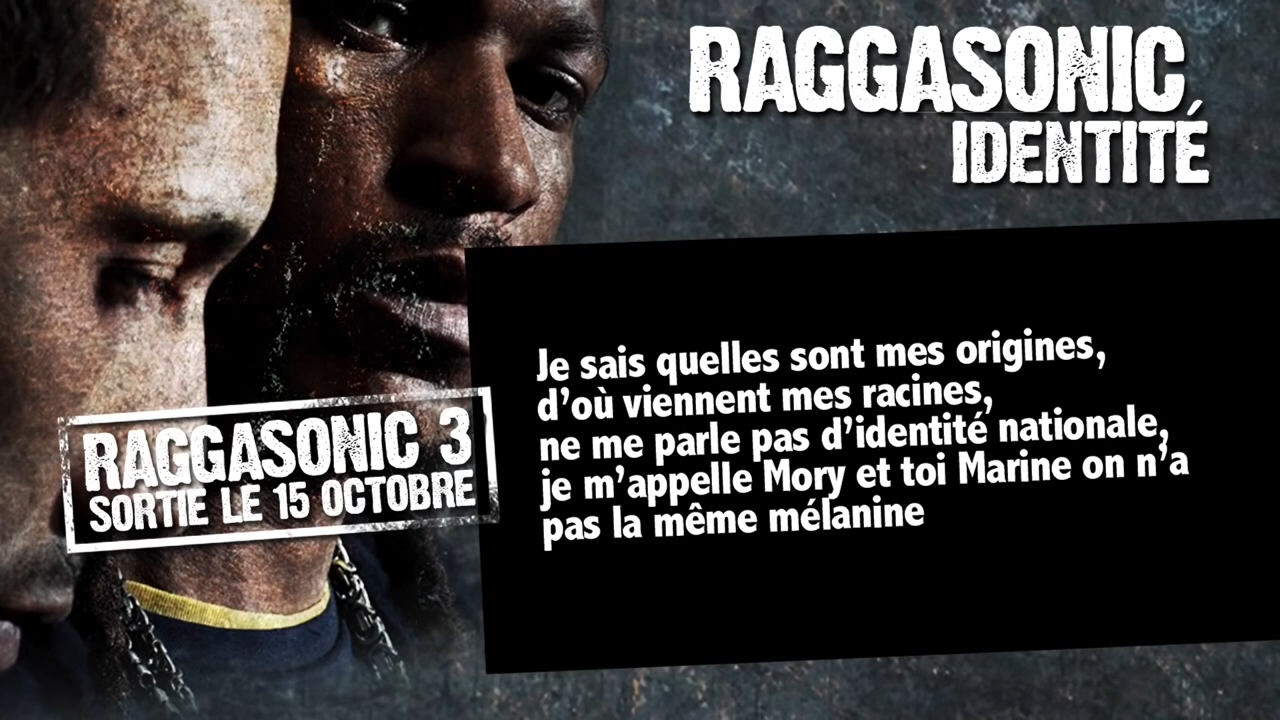 RAGGASONIC
IDENTITÉ
Je sais quelles sont mes origines,
d'où viennent mes racines,
ne me parle pas d'identité nationale,
je m'appelle Mory et toi Marine on n'a
pas la même mélanine
RAGGASONIC 3
SORTIE LE 15 OCTOBRE